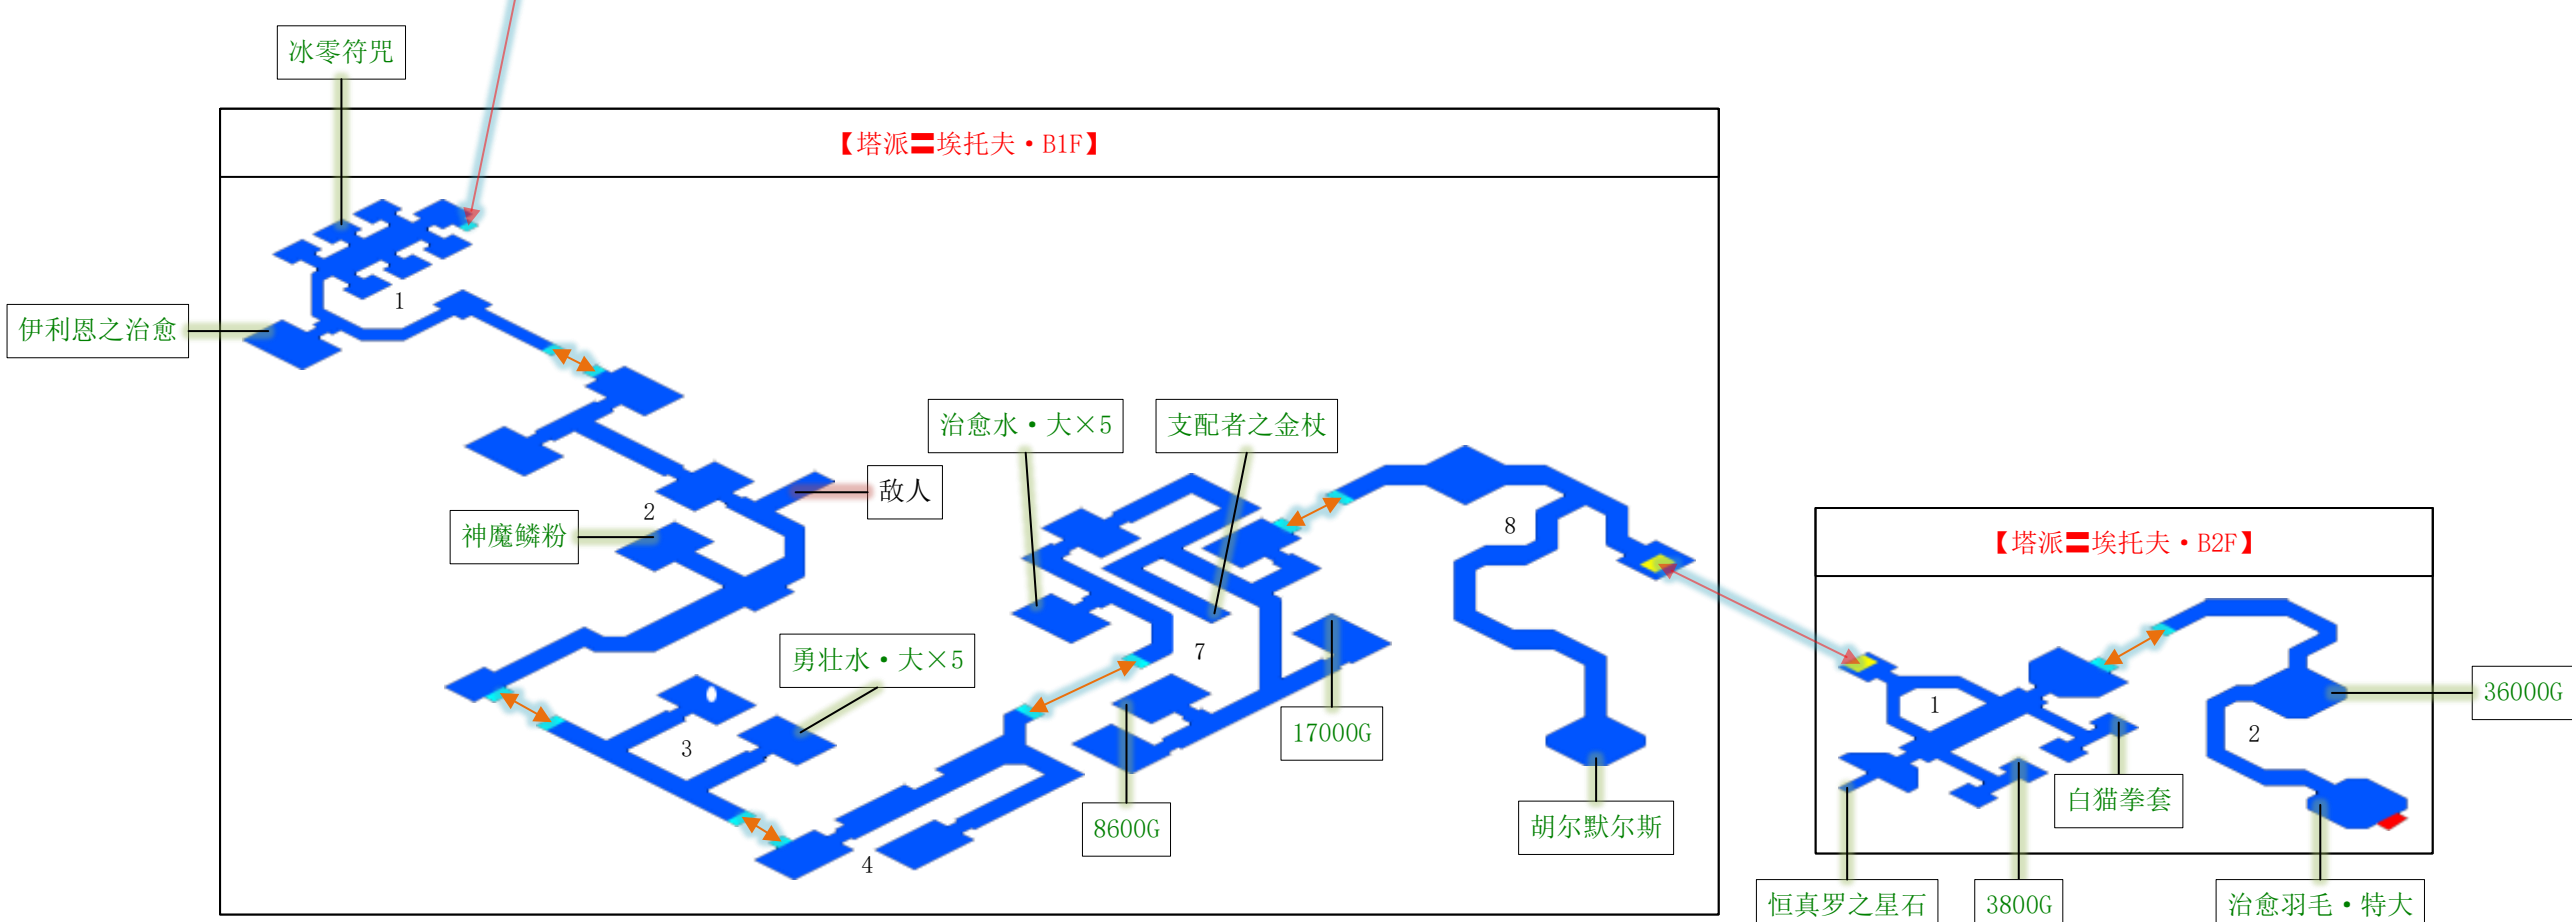 冰零符咒
【塔派〓埃托夫・B1F】
1
伊利恩之治愈
治愈水・大×5
支配者之金杖
敌人
2
神魔鳞粉
8
【塔派〓埃托夫・B2F】
勇壮水・大×5
7
3
17000G
1
36000G
2
8600G
胡尔默尔斯
白猫拳套
4
恒真罗之星石
3800G
治愈羽毛・特大